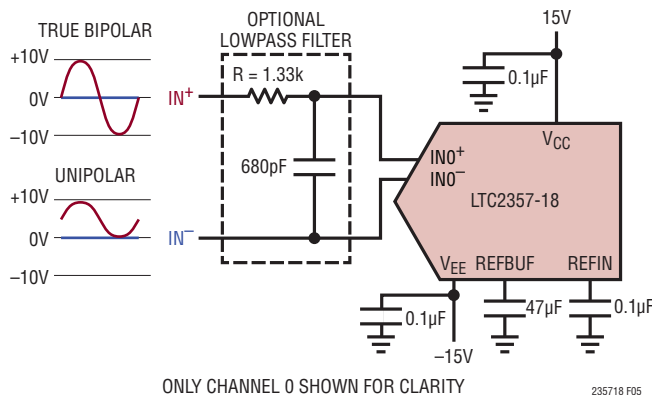 OPTIONAL
LOWPASS FILTER
15V
TRUE BIPOLAR
+10V
0V
–10V
IN+
R = 1.33k
0.1µF
680pF
VCC
IN0+
IN0–
LTC2357-18
UNIPOLAR
+10V
0V
–10V
IN–
VEE REFBUF REFIN
0.1µF
47µF
0.1µF
–15V
ONLY CHANNEL 0 SHOWN FOR CLARITY
235718 F05